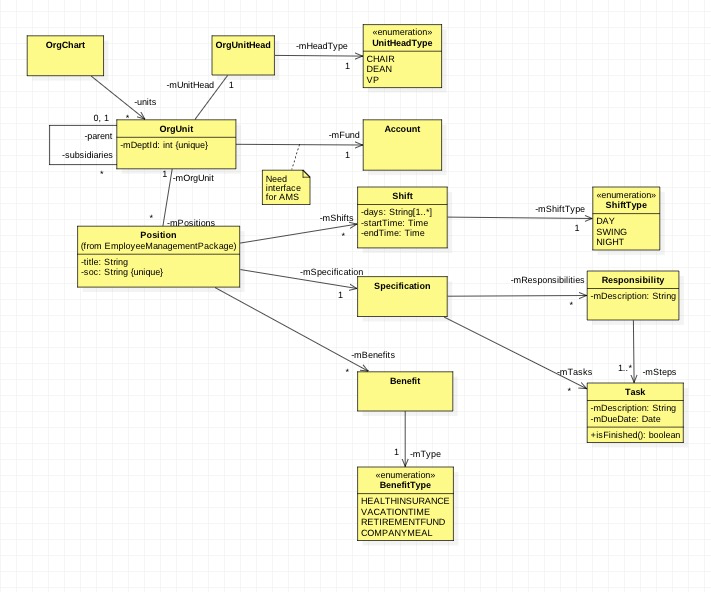 OrgChart
OrgUnitHead
-mHeadType
1
«enumeration»
UnitHeadType
CHAIR
DEAN
VP
-mUnitHead
1
-units
*
0, 1
-parent
-subsidiaries
*
OrgUnit
-mDeptId: int {unique}
-mFund
1
Account
Need
interface
for AMS
1
-mOrgUnit
*
-mPositions
Position
(from EmployeeManagementPackage)
-title: String
-soc: String {unique}
-mShifts
*
Shift
-days: String[1..*]
-startTime: Time
-endTime: Time
-mShiftType
1
«enumeration»
ShiftType
DAY
SWING
NIGHT
-mSpecification
1
Specification
-mResponsibilities
*
Responsibility
-mDescription: String
1..*
-mSteps
-mTasks
*
Task
-mDescription: String
-mDueDate: Date
+isFinished(): boolean
-mBenefits
*
Benefit
1
-mType
«enumeration»
BenefitType
HEALTHINSURANCE
VACATIONTIME
RETIREMENTFUND
COMPANYMEAL